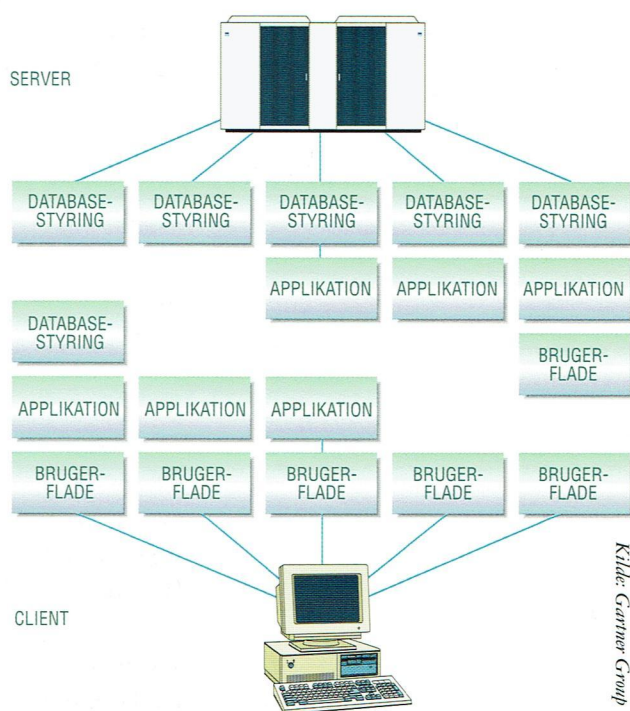 SERVER
DATABASE-
STYRING
DATABASE-
STYRING
DATABASE-
STYRING
DATABASE-
STYRING
DATABASE-
STYRING
APPLIKATION
APPLIKATION
APPLIKATION
DATABASE-
STYRING
BRUGER-
FLADE
APPLIKATION
APPLIKATION
APPLIKATION
BRUGER-
FLADE
BRUGER-
FLADE
BRUGER-
FLADE
BRUGER-
FLADE
BRUGER-
FLADE
CLIENT
Kilde: Gartner Group